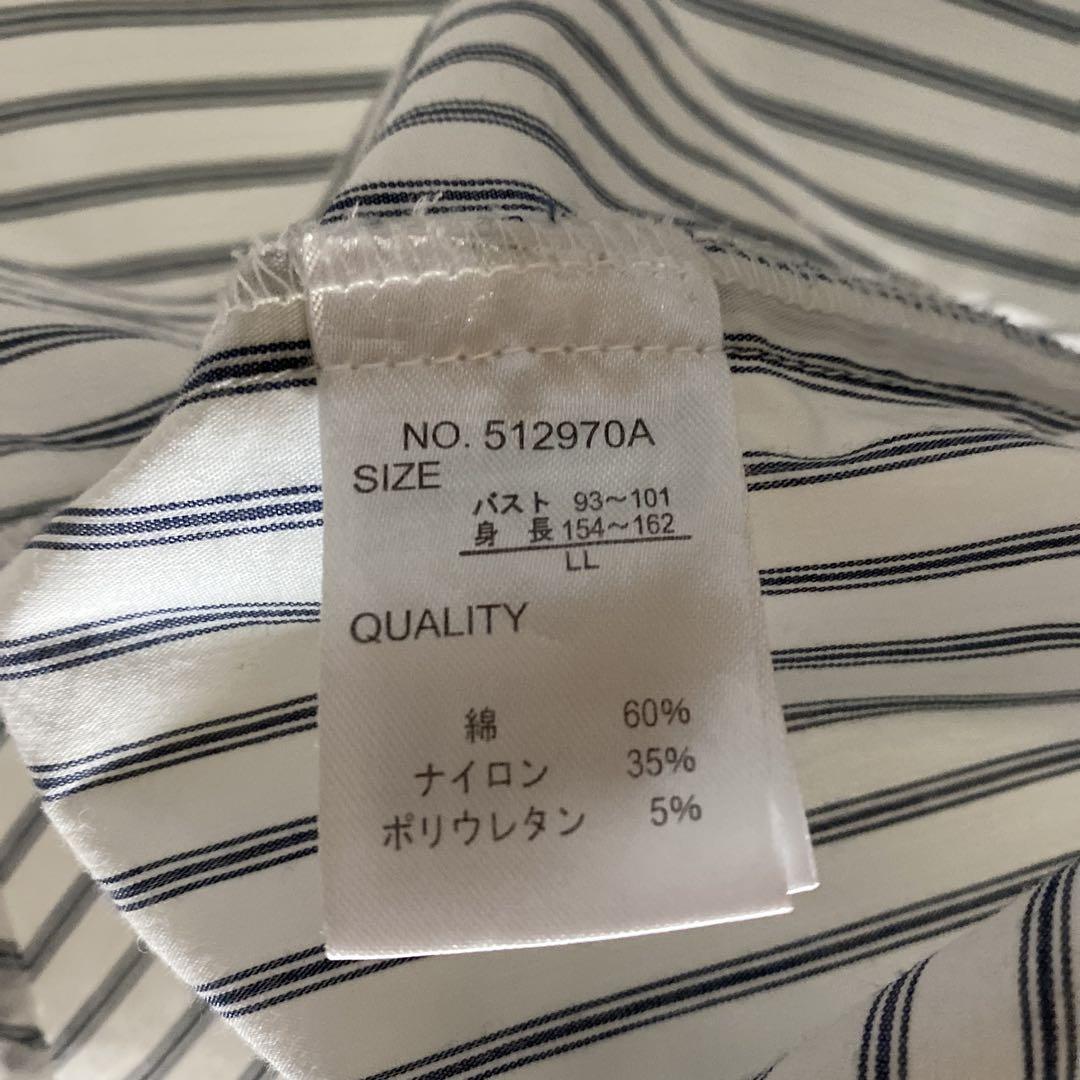 NO. 512970A
SIZE
バスト 93～101
身 長 154～162
LL
QUALITY
綿 60%
ナイロン 35%
ポリウレタン 5%